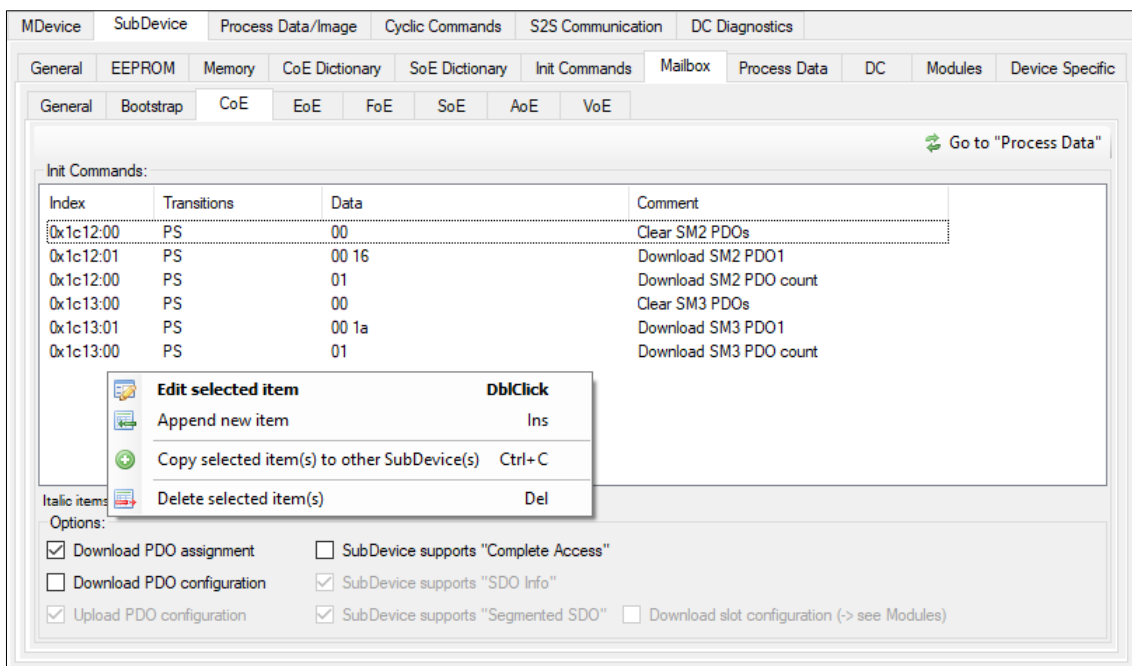 MDevice SubDevice Process Data/Image Cyclic Commands S2S Communication DC Diagnostics
General EEPROM Memory CoE Dictionary SoE Dictionary Init Commands Mailbox Process Data DC Modules Device Specific
General Bootstrap CoE EoE FoE SoE AoE VoE
Go to "Process Data"
Init Commands:
Index Transitions Data Comment
0x1c12:00 PS 00 Clear SM2 PDOs
0x1c12:01 PS 00 16 Download SM2 PDO1
0x1c12:00 PS 01 Download SM2 PDO count
0x1c13:00 PS 00 Clear SM3 PDOs
0x1c13:01 PS 00 1a Download SM3 PDO1
0x1c13:00 PS 01 Download SM3 PDO count
Edit selected item DblClick
Append new item Ins
Copy selected item(s) to other SubDevice(s) Ctrl+C
Delete selected item(s) Del
Italic items
Options:
Download PDO assignment SubDevice supports "Complete Access"
Download PDO configuration SubDevice supports "SDO Info"
Upload PDO configuration SubDevice supports "Segmented SDO" Download slot configuration (-> see Modules)